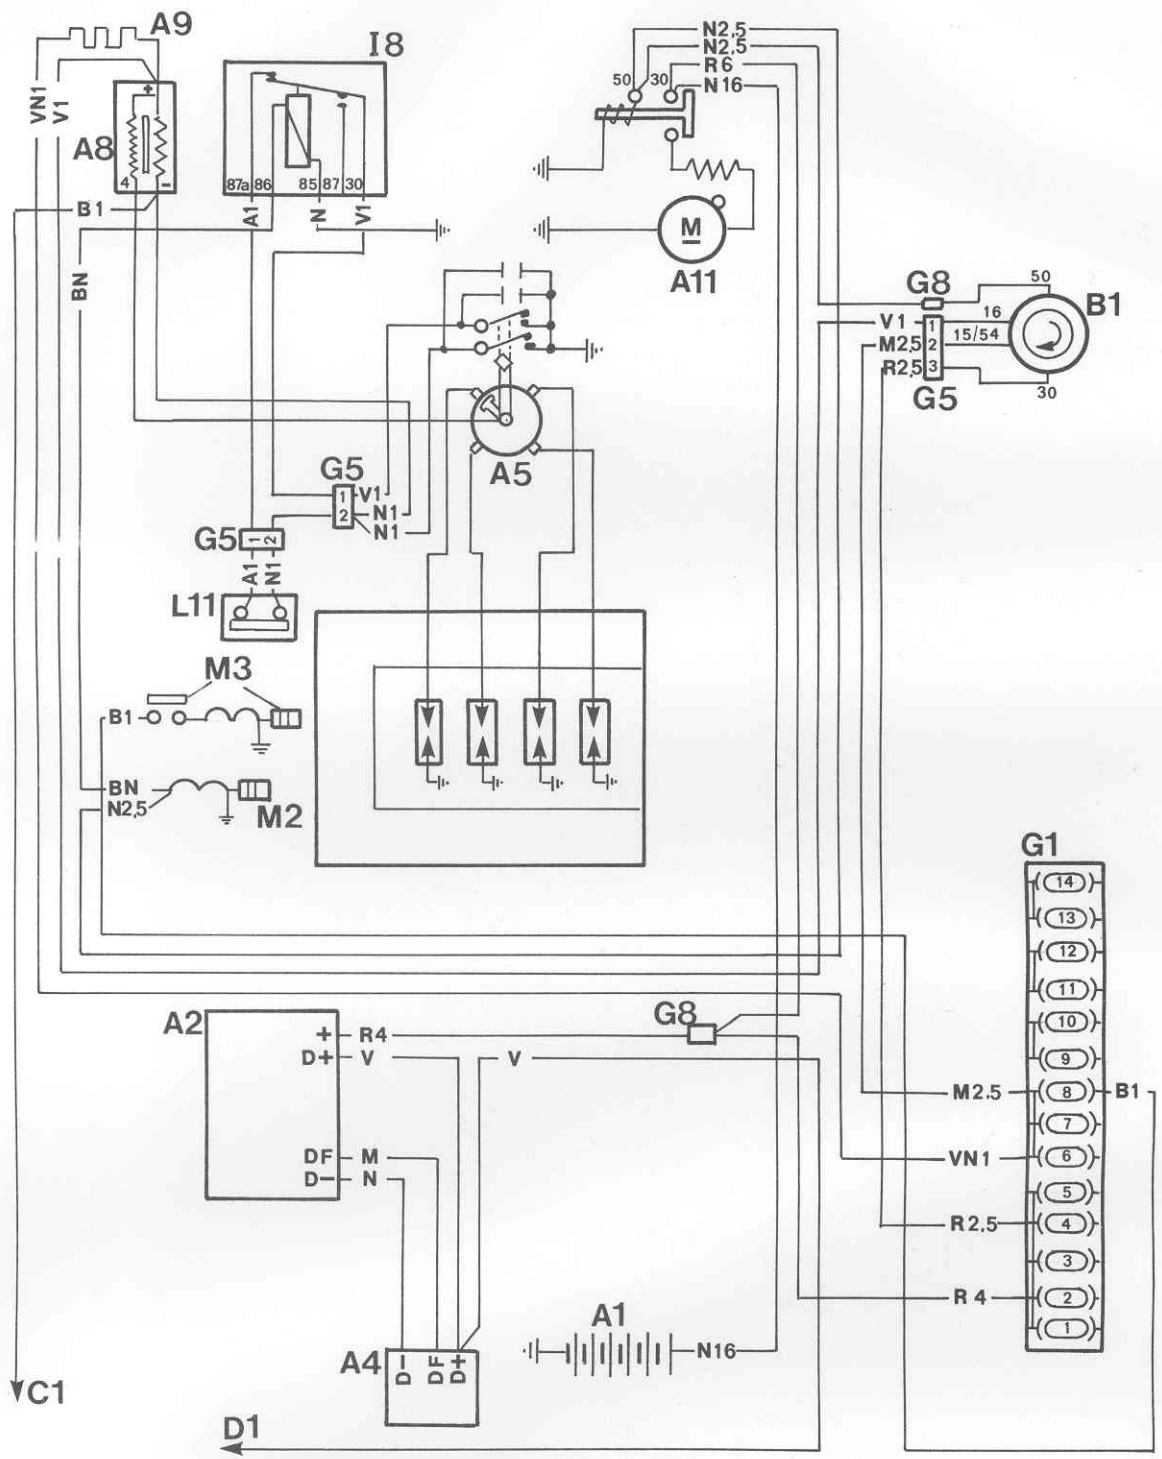 A9
I8
N2,5
N2,5
R6
N16
50
30
VN1
V1
+
A8
4
-
87a
86
85
87
30
B1
A1
N
V1
BN
M
A11
G8
50
B1
V1
1
16
M2,5
2
15/54
R2,5
3
G5
30
A5
G5
1
V1
2
N1
N1
G5
1
2
A1
N1
L11
M3
B1
BN
N2,5
M2
G1
14
13
12
11
10
9
M2.5
8
B1
7
VN1
6
5
R2,5
4
3
R4
2
1
A2
+
R4
G8
D+
V
V
DF
M
D-
N
A1
N16
A4
D-
DF
D+
C1
D1